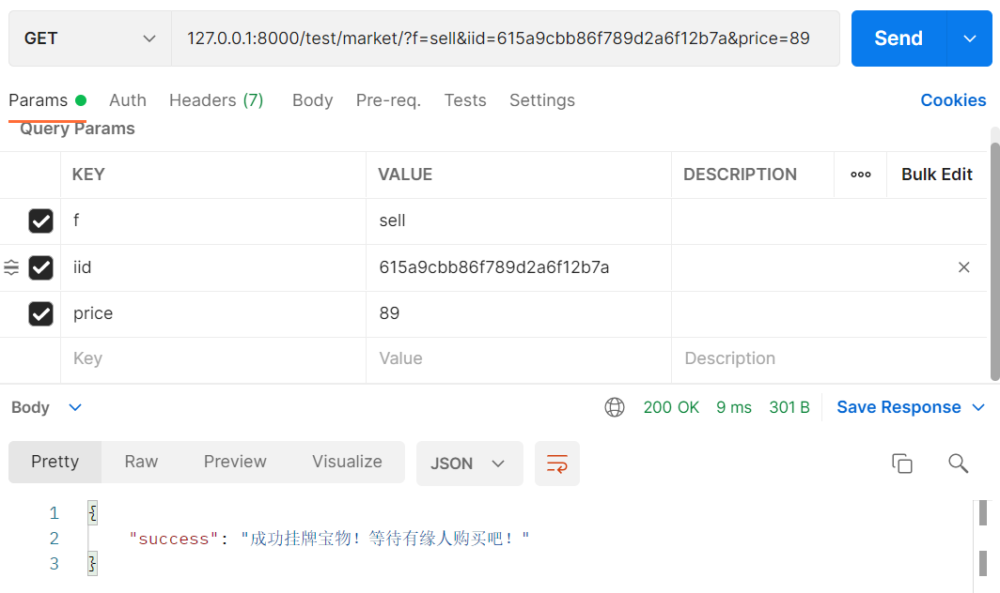 GET 127.0.0.1:8000/test/market/?f=sell&iid=615a9cbb86f789d2a6f12b7a&price=89 Send
Params Auth Headers (7) Body Pre-req. Tests Settings Cookies
Query Params
KEY VALUE DESCRIPTION ooo Bulk Edit
f sell
iid 615a9cbb86f789d2a6f12b7a
price 89
Key Value Description
Body 200 OK 9 ms 301 B Save Response
Pretty Raw Preview Visualize JSON
1 {
2 "success": "成功挂牌宝物！等待有缘人购买吧！"
3 }